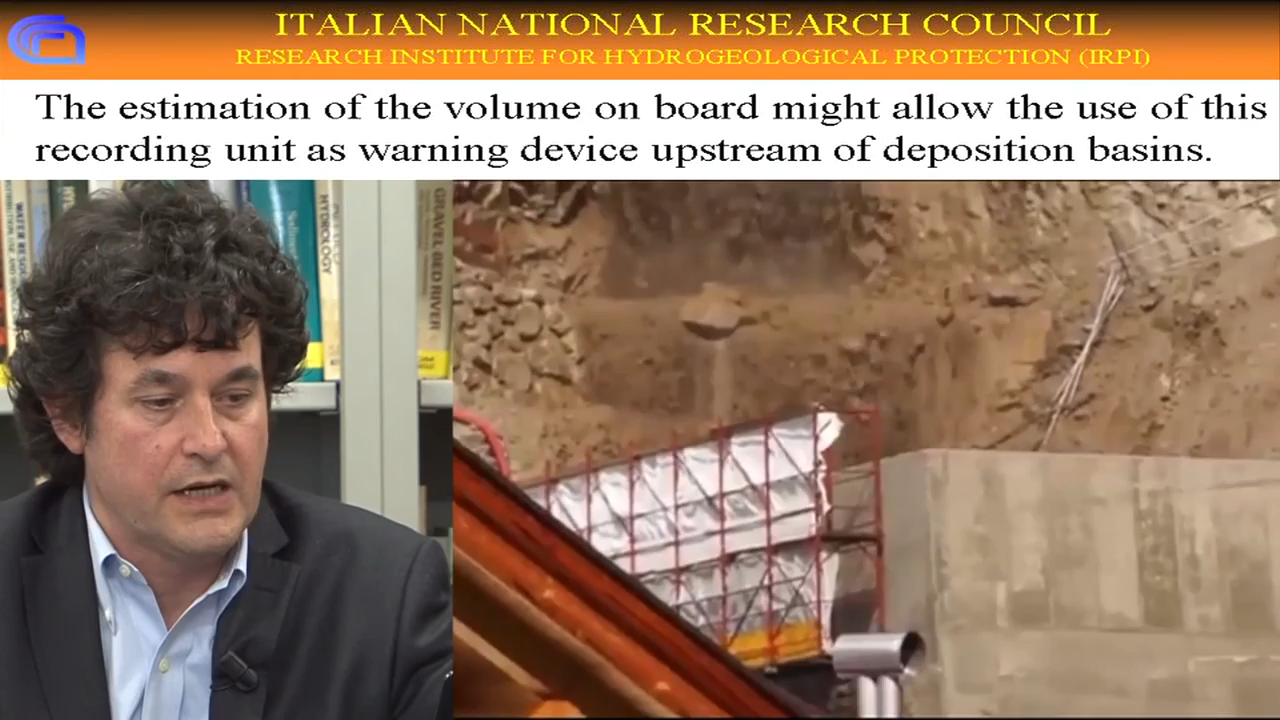 ITALIAN NATIONAL RESEARCH COUNCIL
RESEARCH INSTITUTE FOR HYDROGEOLOGICAL PROTECTION (IRPI)
The estimation of the volume on board might allow the use of this
recording unit as warning device upstream of deposition basins.
HYDROLOGY
GRAVEL BED RIVER